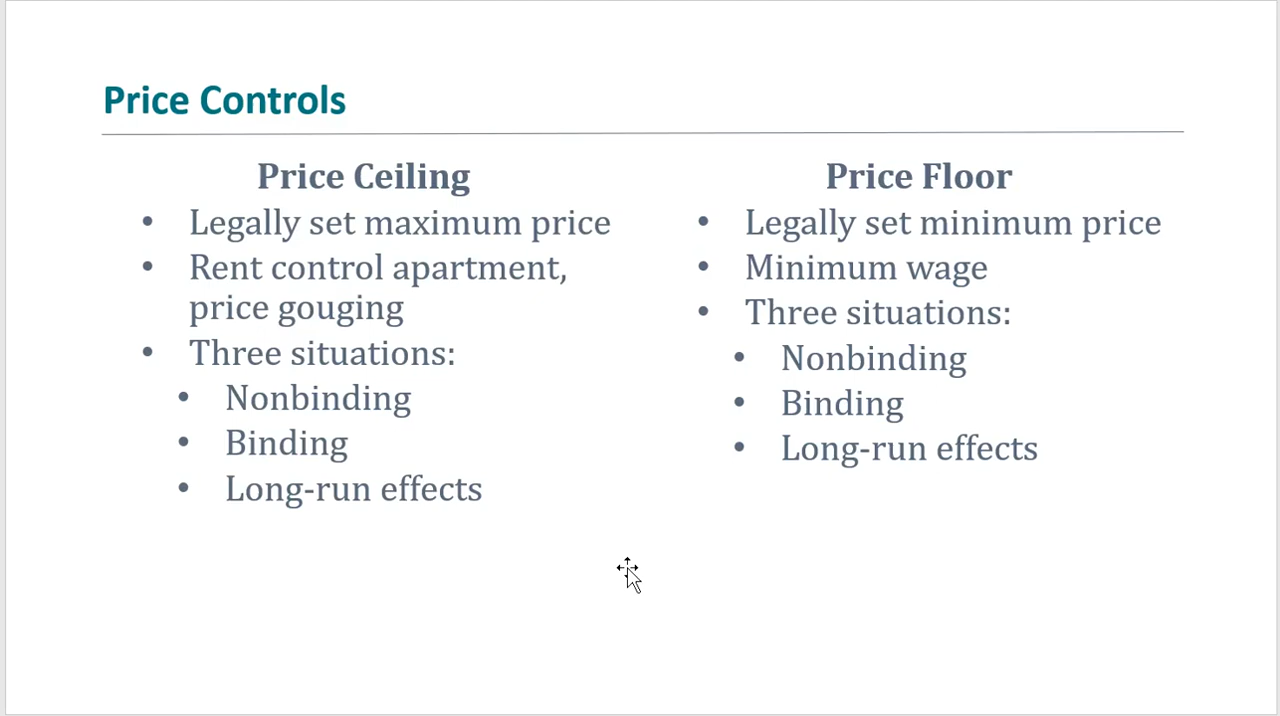 Price Controls
Price Ceiling
• Legally set maximum price
• Rent control apartment,
price gouging
• Three situations:
• Nonbinding
• Binding
• Long-run effects
Price Floor
• Legally set minimum price
• Minimum wage
• Three situations:
• Nonbinding
• Binding
• Long-run effects